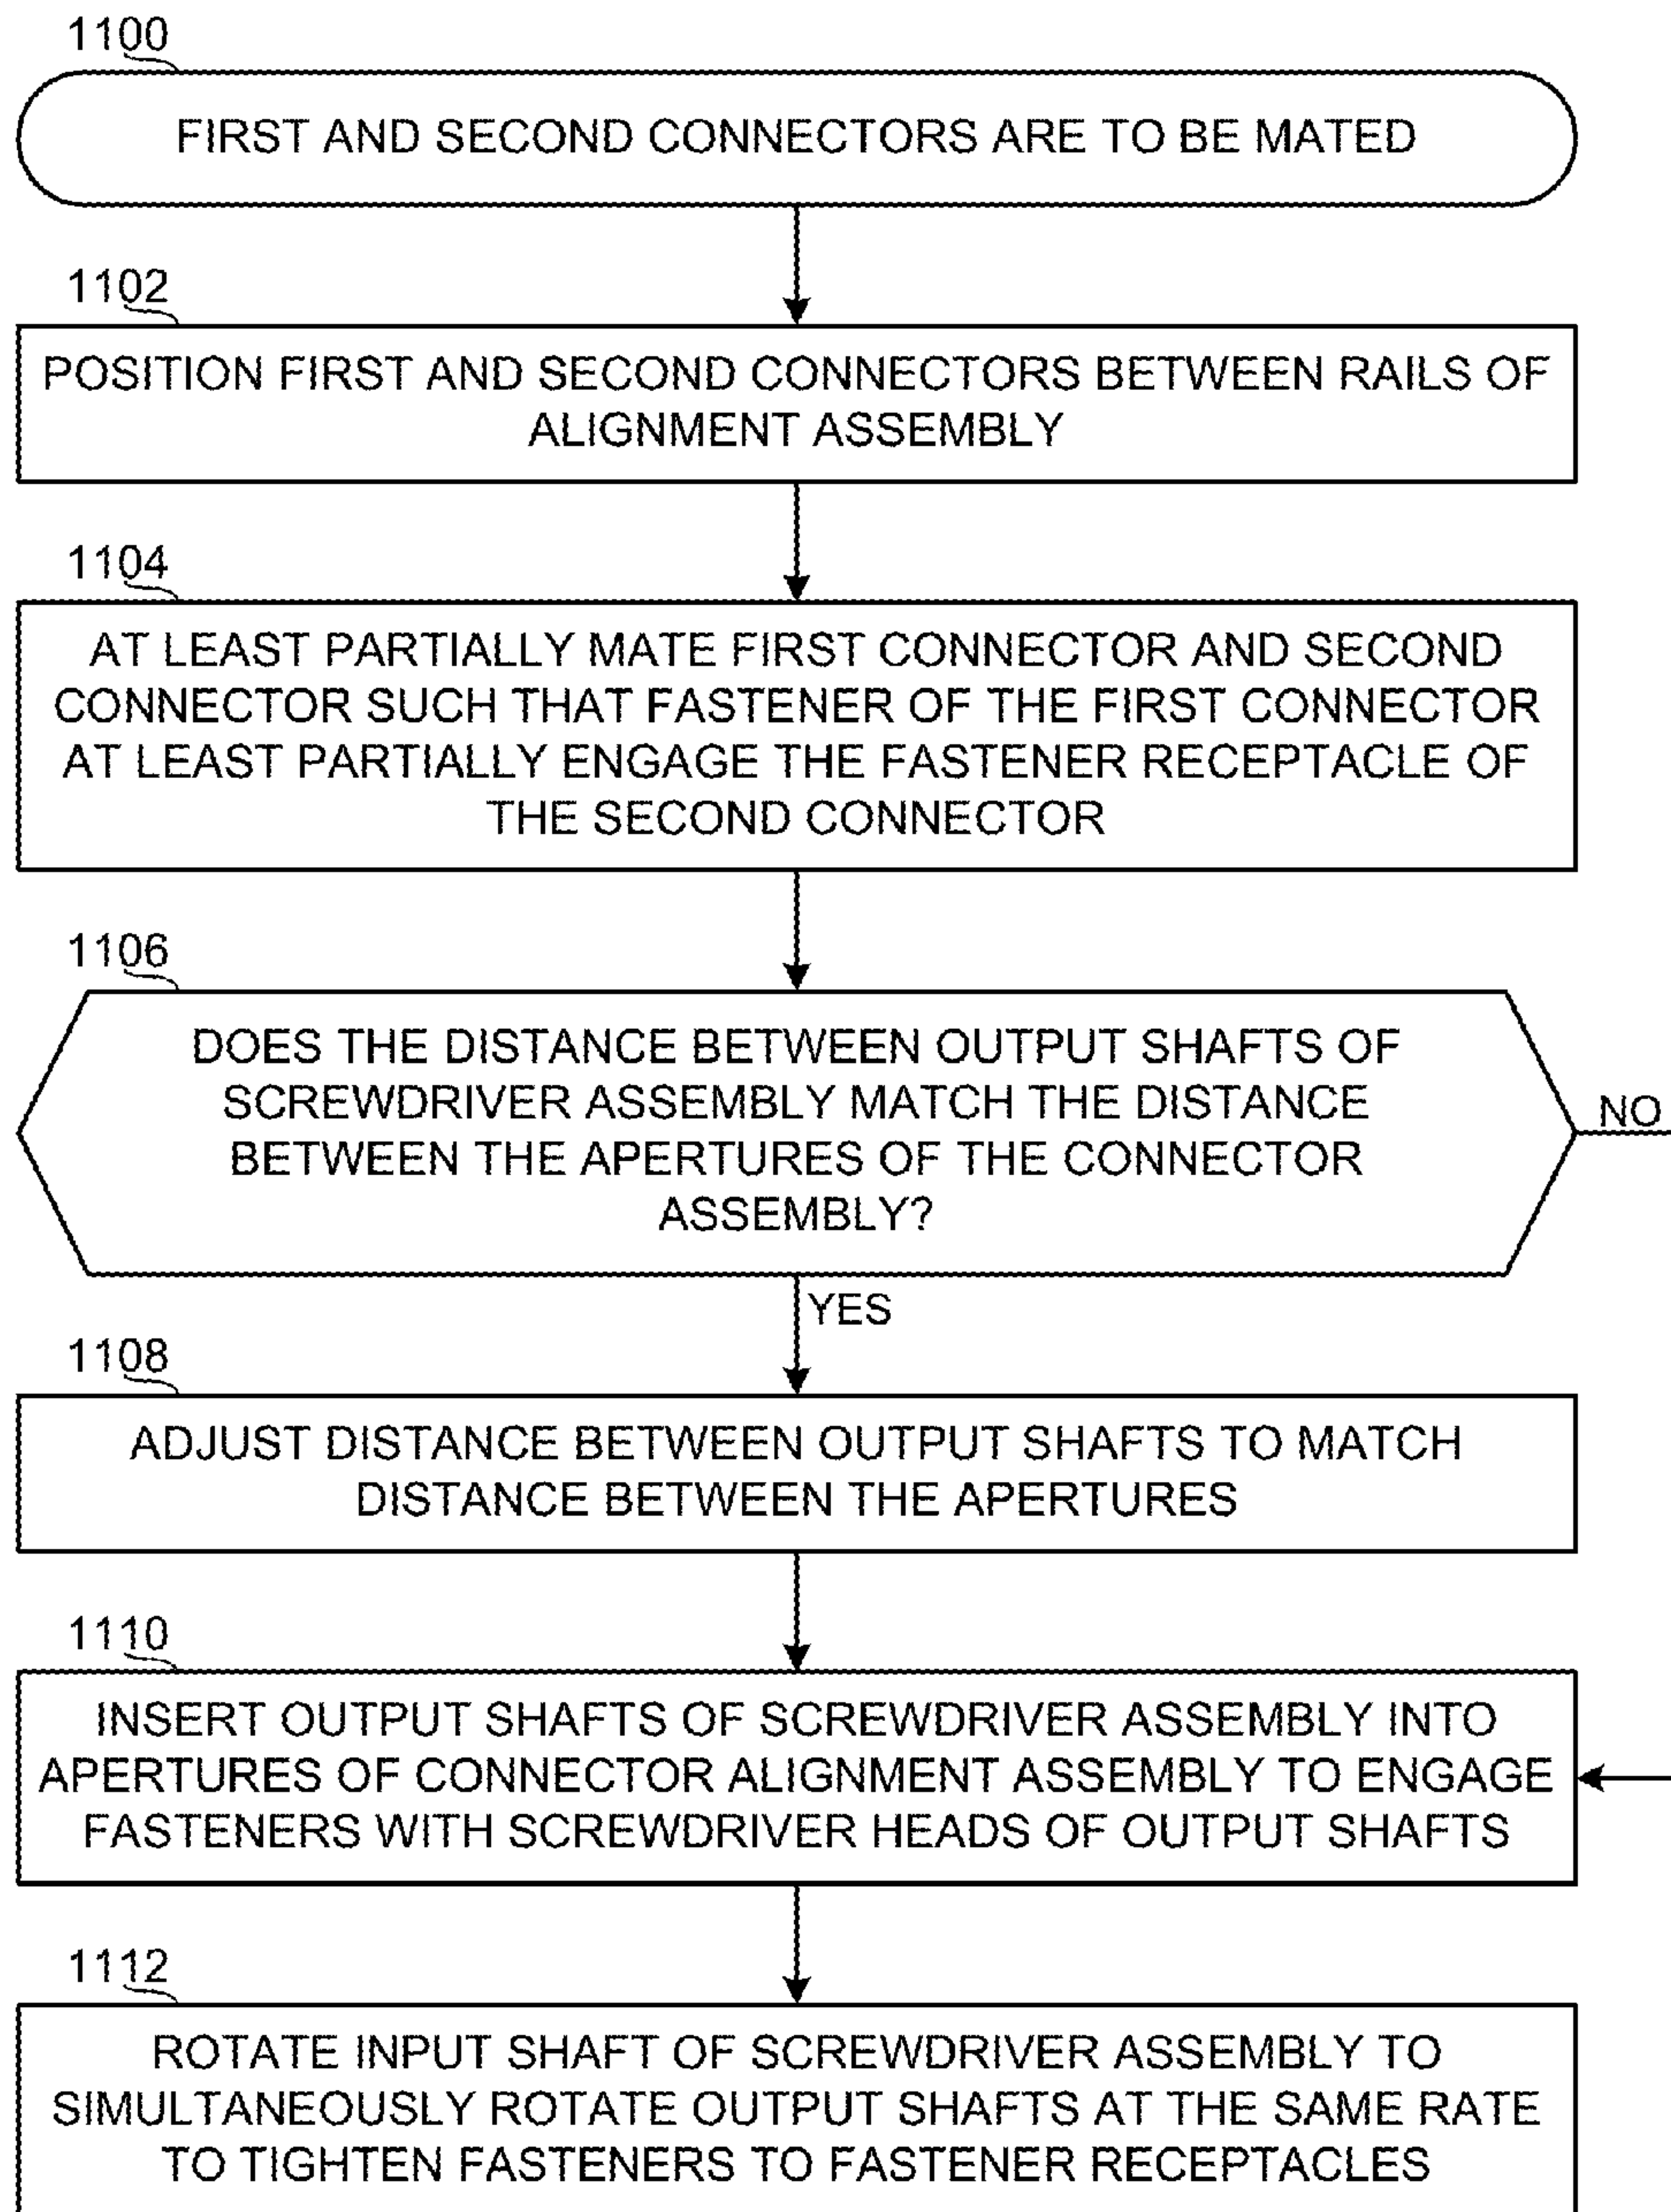 1100
FIRST AND SECOND CONNECTORS ARE TO BE MATED
1102
POSITION FIRST AND SECOND CONNECTORS BETWEEN RAILS OF
ALIGNMENT ASSEMBLY
1104
AT LEAST PARTIALLY MATE FIRST CONNECTOR AND SECOND
CONNECTOR SUCH THAT FASTENER OF THE FIRST CONNECTOR
AT LEAST PARTIALLY ENGAGE THE FASTENER RECEPTACLE OF
THE SECOND CONNECTOR
1106
DOES THE DISTANCE BETWEEN OUTPUT SHAFTS OF
SCREWDRIVER ASSEMBLY MATCH THE DISTANCE
BETWEEN THE APERTURES OF THE CONNECTOR
ASSEMBLY?
NO
YES
1108
ADJUST DISTANCE BETWEEN OUTPUT SHAFTS TO MATCH
DISTANCE BETWEEN THE APERTURES
1110
INSERT OUTPUT SHAFTS OF SCREWDRIVER ASSEMBLY INTO
APERTURES OF CONNECTOR ALIGNMENT ASSEMBLY TO ENGAGE
FASTENERS WITH SCREWDRIVER HEADS OF OUTPUT SHAFTS
1112
ROTATE INPUT SHAFT OF SCREWDRIVER ASSEMBLY TO
SIMULTANEOUSLY ROTATE OUTPUT SHAFTS AT THE SAME RATE
TO TIGHTEN FASTENERS TO FASTENER RECEPTACLES